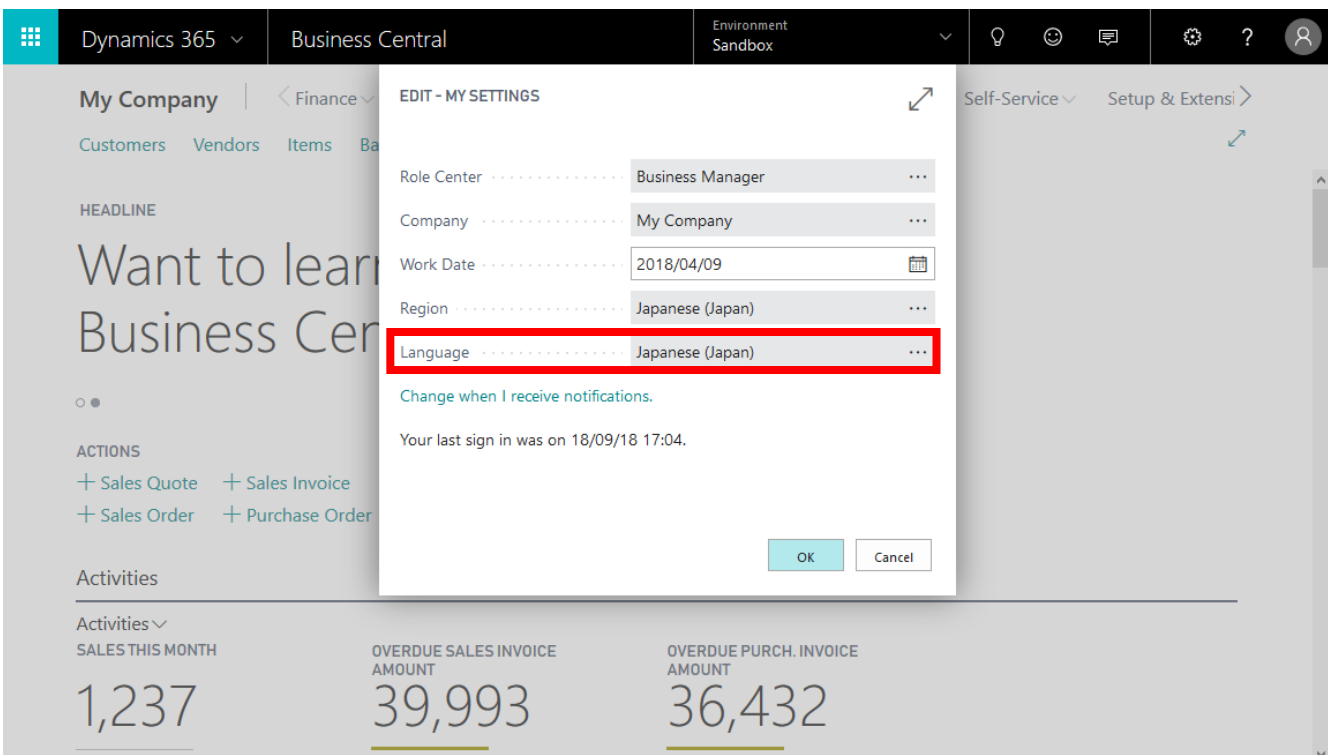 Dynamics 365 Business Central Environment
Sandbox ?
My Company Finance EDIT - MY SETTINGS Self-Service Setup & Extensi
Customers Vendors Items Ba
Role Center Business Manager
HEADLINE
Company My Company
Want to lear
Work Date 2018/04/09
Region Japanese (Japan)
Business Cer
Language Japanese (Japan)
Change when I receive notifications.
Your last sign in was on 18/09/18 17:04.
ACTIONS
+ Sales Quote + Sales Invoice
+ Sales Order + Purchase Order
OK Cancel
Activities
Activities
SALES THIS MONTH OVERDUE SALES INVOICE AMOUNT OVERDUE PURCH. INVOICE AMOUNT
1,237 39,993 36,432